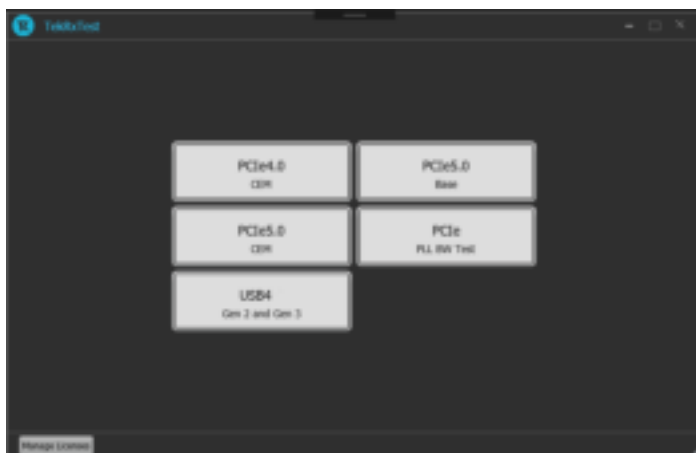 TekRxTest
PCIe4.0
CEM
PCIe5.0
Base
PCIe5.0
CEM
PCIe
PLL BW Test
USB4
Gen 2 and Gen 3
Manage Licenses